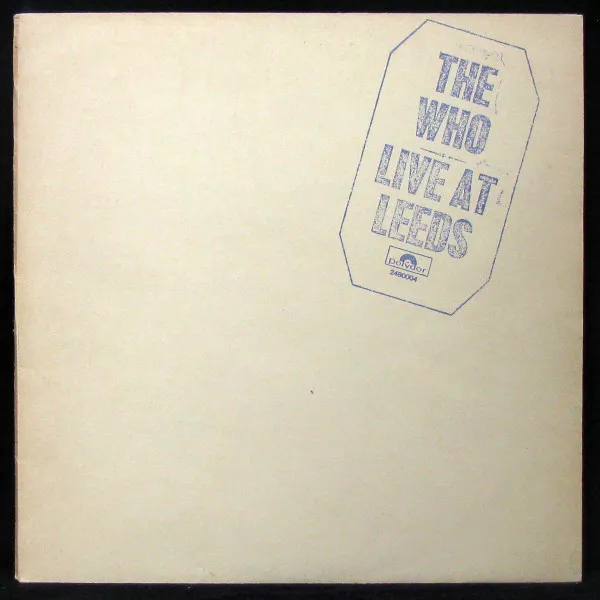 THE
WHO
LIVE AT
LEEDS
polydor
2480004